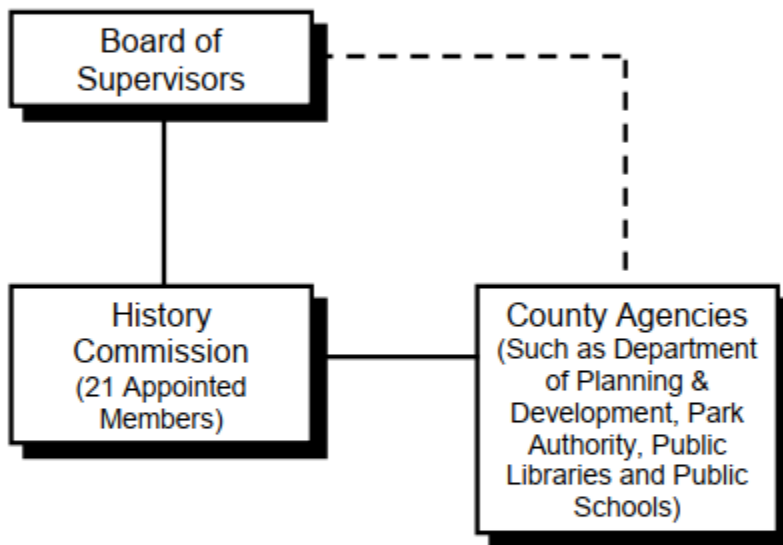 Board of
Supervisors
History
Commission
(21 Appointed
Members)
County Agencies
(Such as Department
of Planning &
Development, Park
Authority, Public
Libraries and Public
Schools)